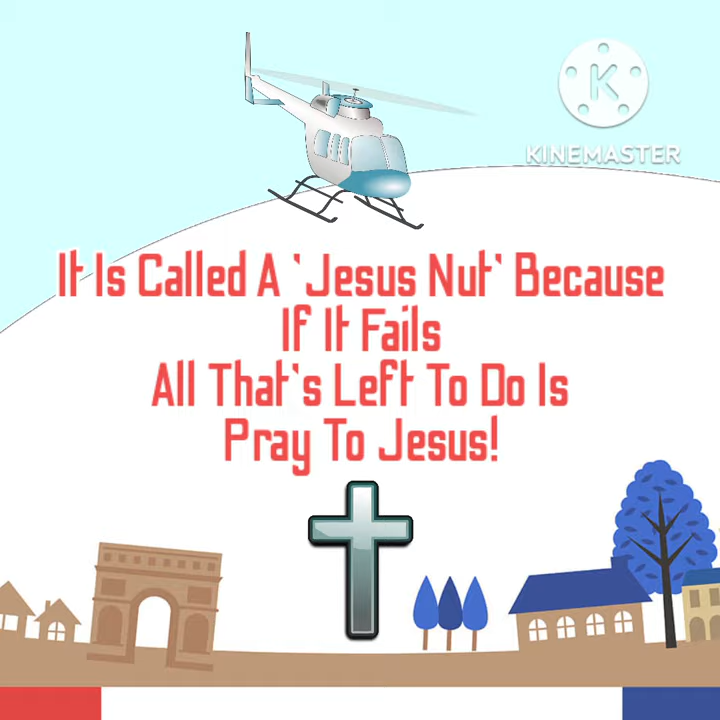 K
KINEMASTER
It Is Called A 'Jesus Nut' Because
If It Fails
All That's Left To Do Is
Pray To Jesus!